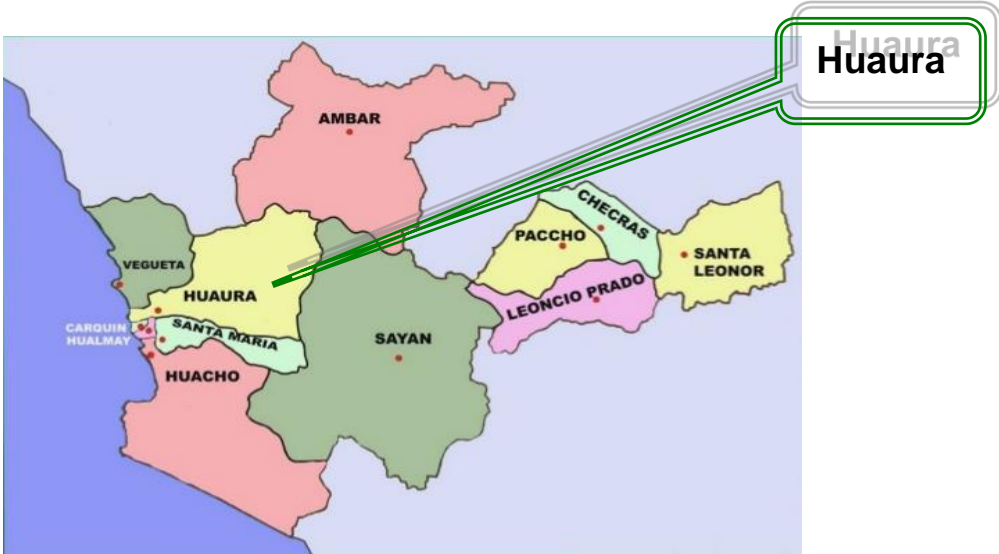 Huaura
AMBAR
CHECRAS
PACCHO
SANTA
LEONOR
VEGUETA
HUAURA
LEONCIO PRADO
CARQUIN
HUALMAY
SANTA MARIA
SAYAN
HUACHO